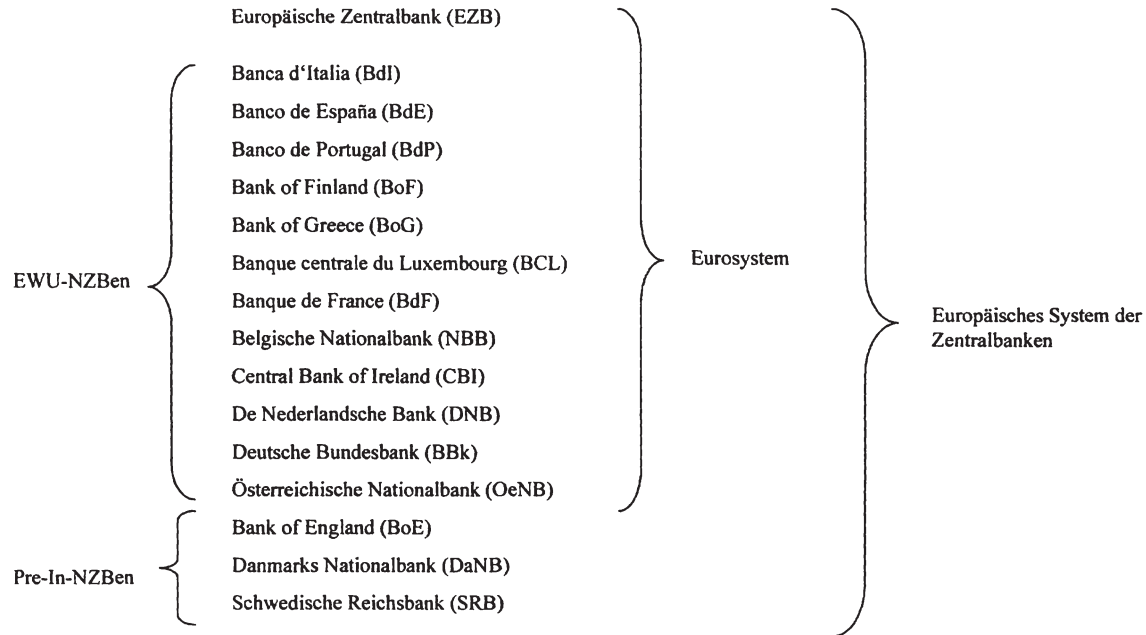 Europäische Zentralbank (EZB)
Banca d‘Italia (BdI)
Banco de España (BdE)
Banco de Portugal (BdP)
Bank of Finland (BoF)
Bank of Greece (BoG)
Banque centrale du Luxembourg (BCL)
Banque de France (BdF)
Belgische Nationalbank (NBB)
Central Bank of Ireland (CBI)
De Nederlandsche Bank (DNB)
Deutsche Bundesbank (BBk)
Österreichische Nationalbank (OeNB)
EWU-NZBen
Bank of England (BoE)
Danmarks Nationalbank (DaNB)
Schwedische Reichsbank (SRB)
Pre-In-NZBen
Eurosystem
Europäisches System der
Zentralbanken